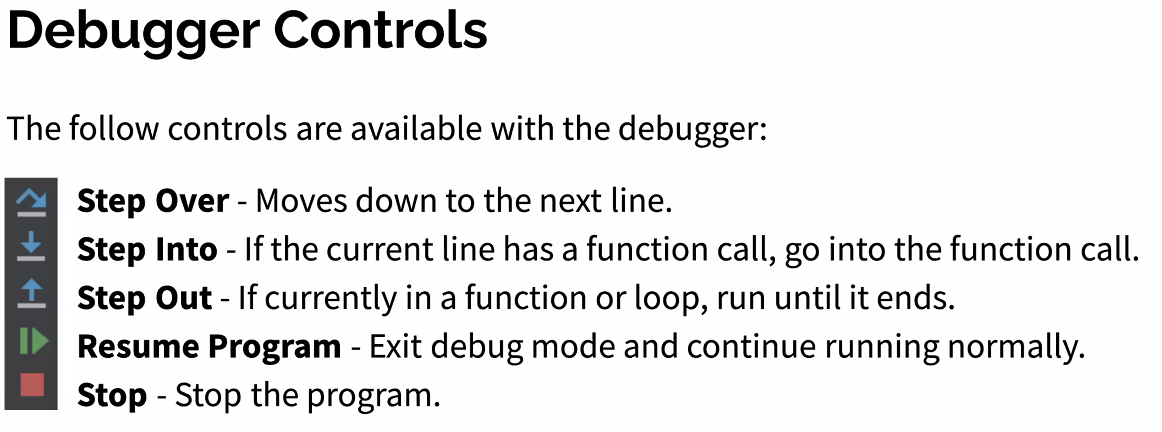 Debugger Controls
The follow controls are available with the debugger:
Step Over - Moves down to the next line.
Step Into - If the current line has a function call, go into the function call.
Step Out - If currently in a function or loop, run until it ends.
Resume Program - Exit debug mode and continue running normally.
Stop - Stop the program.